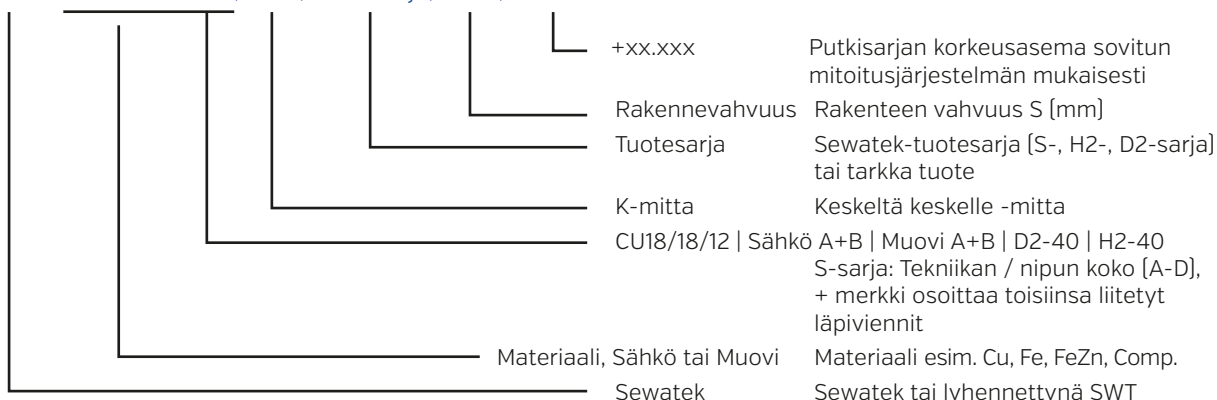 +xx.xxx Putkisarjan korkeusasema sovitun
mitoitusjärjestelmän mukaisesti
Rakennevahvuus Rakenteen vahvuus S (mm)
Tuotesarja Sewatek-tuotesarja (S-, H2-, D2-sarja)
tai tarkka tuote
K-mitta Keskeltä keskelle -mitta
CU18/18/12 | Sähkö A+B | Muovi A+B | D2-40 | H2-40
S-sarja: Tekniikan / nipun koko (A-D),
+ merkki osoittaa toisiinsa liitetyt
läpiviennit
Materiaali, Sähkö tai Muovi Materiaali esim. Cu, Fe, FeZn, Comp.
Sewatek Sewatek tai lyhennettynä SWT